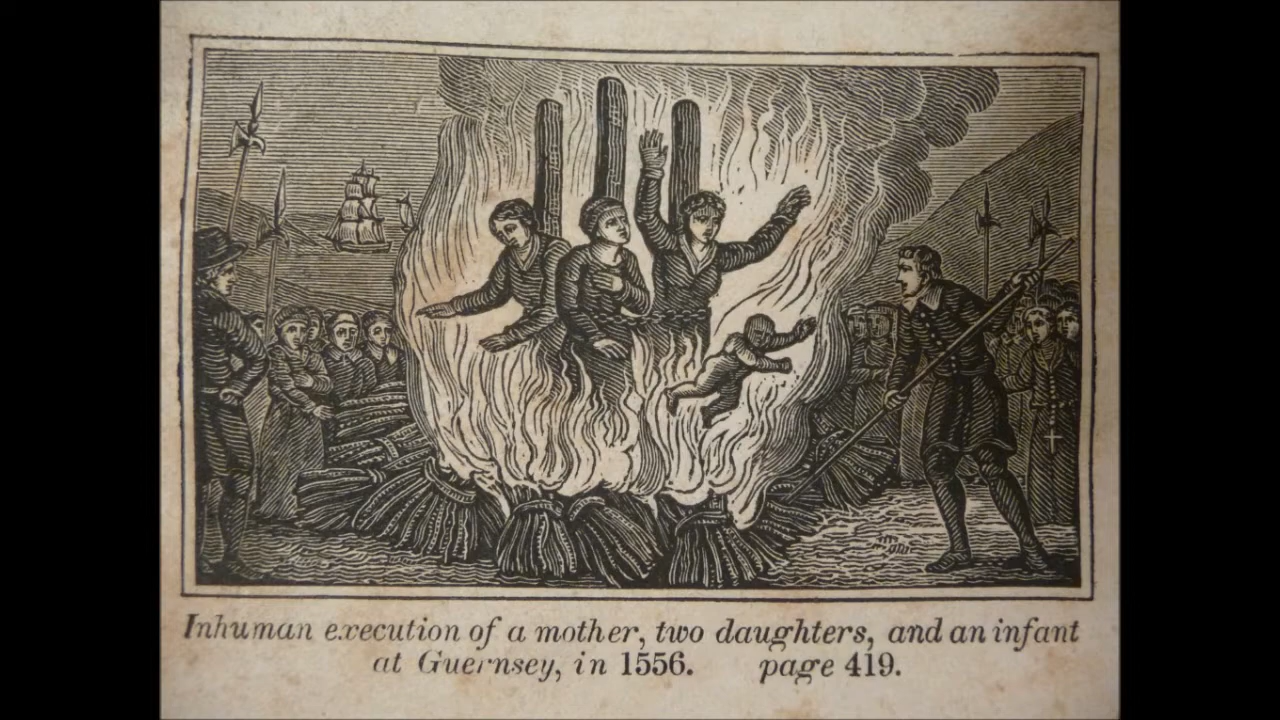 Inhuman execution of a mother, two daughters, and an infant
at Guernsey, in 1556. page 419.